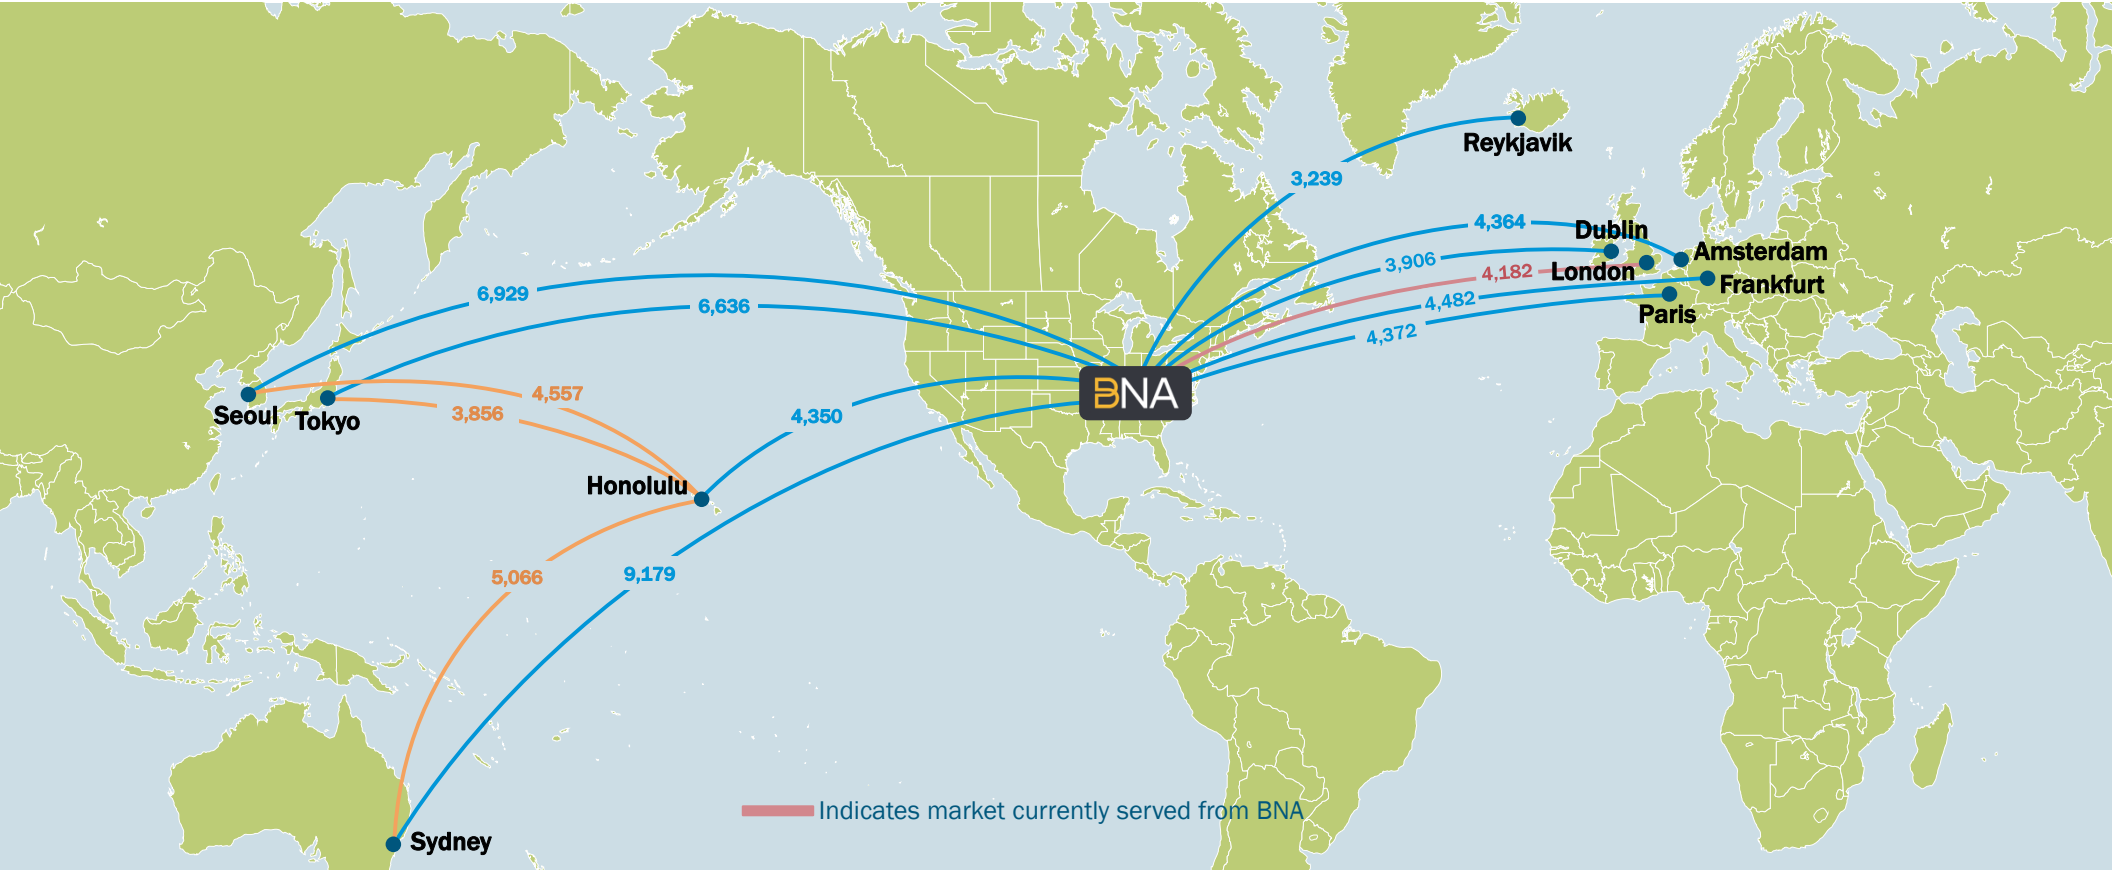 Reykjavik
3,239
4,364
Dublin
Amsterdam
3,906
4,182
London
Frankfurt
4,482
Paris
4,372
6,929
6,636
BNA
4,557
3,856
4,350
Seoul
Tokyo
Honolulu
5,066
9,179
Indicates market currently served from BNA
Sydney